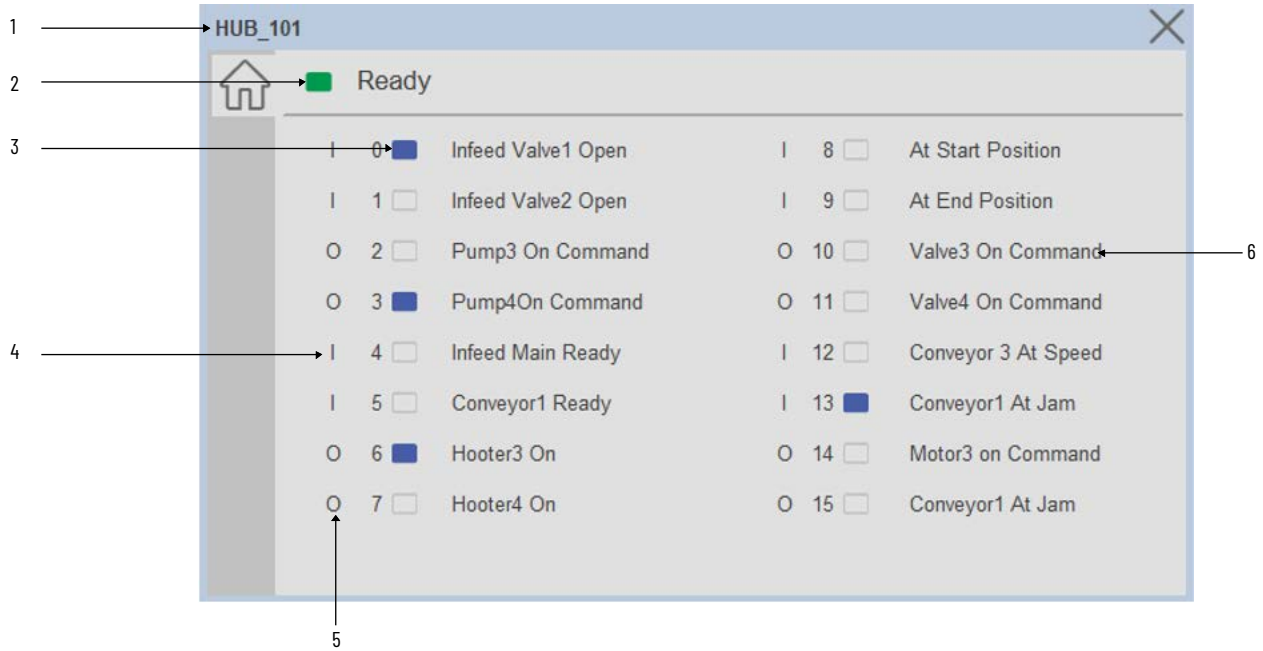 1
HUB_101
2
Ready
3
I 0 Infeed Valve1 Open
I 8 At Start Position
I 1 Infeed Valve2 Open
I 9 At End Position
O 2 Pump3 On Command
O 10 Valve3 On Command
6
O 3 Pump4On Command
O 11 Valve4 On Command
4
I 4 Infeed Main Ready
I 12 Conveyor 3 At Speed
I 5 Conveyor1 Ready
I 13 Conveyor1 At Jam
O 6 Hooter3 On
O 14 Motor3 on Command
O 7 Hooter4 On
O 15 Conveyor1 At Jam
5